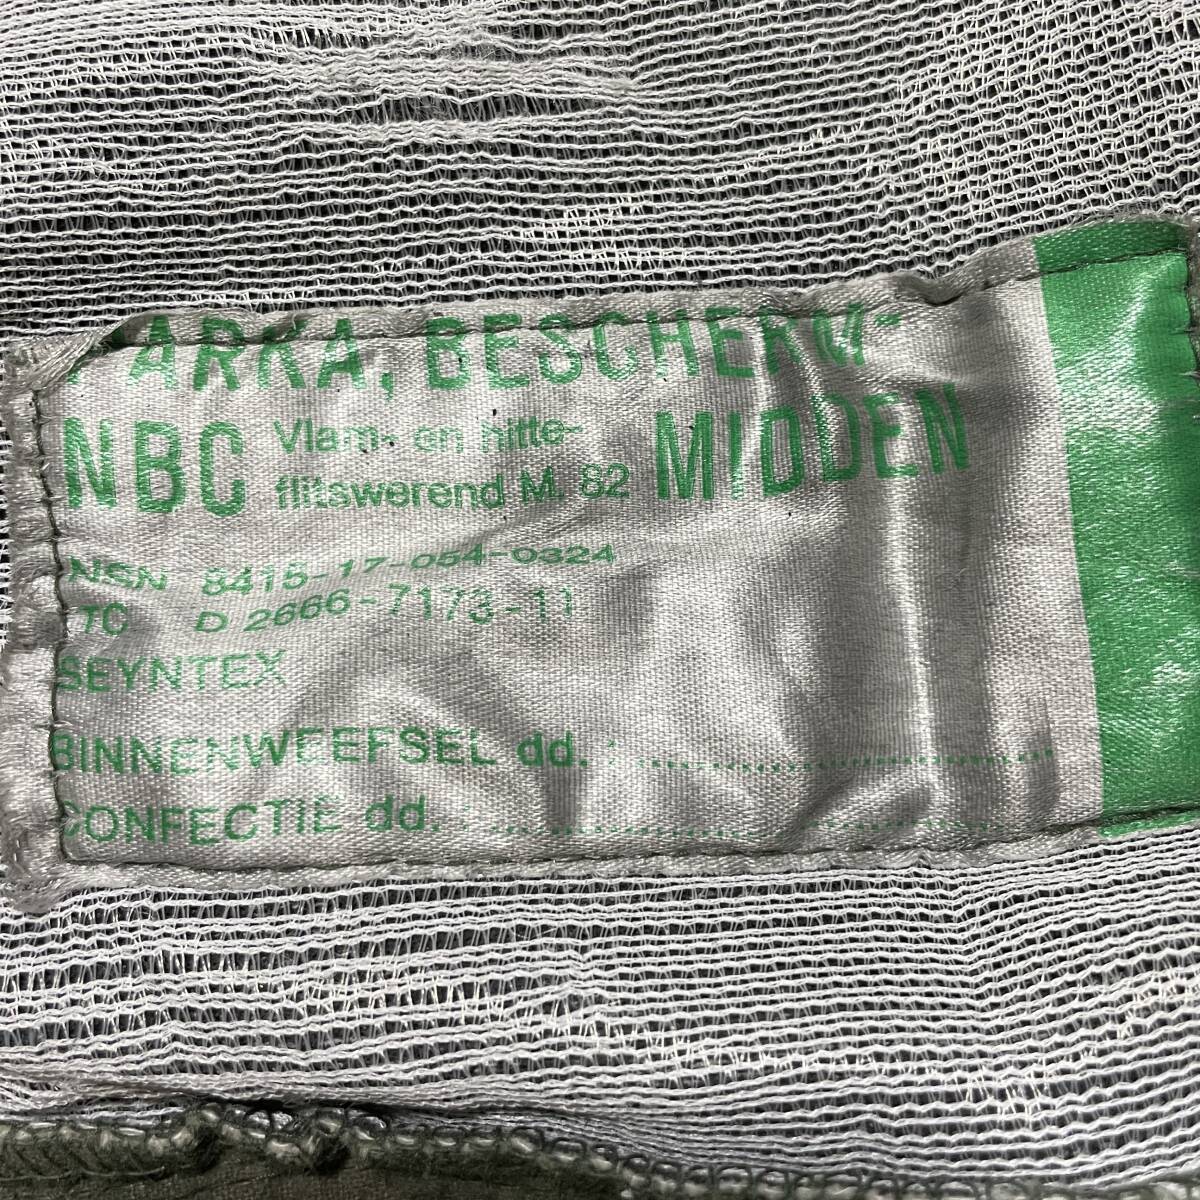 PARKA, BESCHERM-
NBC Vlam- en hitte-
flitswerend M. 82 MIDDEN
NSN 8415-17-054-0324
TC D 2666-7173-11
SEYNTEX
BINNENWEEFSEL dd. : ....................
CONFECTIE dd. : ....................